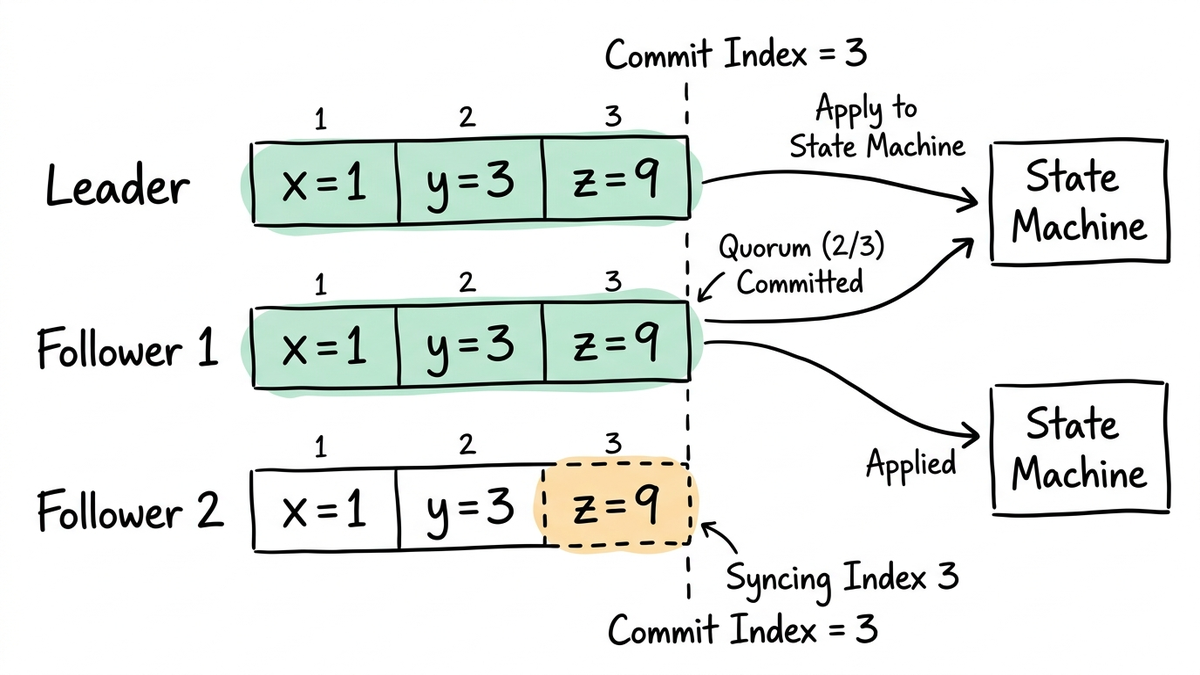 Commit Index = 3
Apply to
State Machine
1 2 3
Leader x=1 y=3 z=9
State
Machine
Quorum (2/3)
Committed
1 2 3
Follower 1 x=1 y=3 z=9
State
Machine
Applied
1 2 3
Follower 2 x=1 y=3 z=9
Syncing Index 3
Commit Index = 3